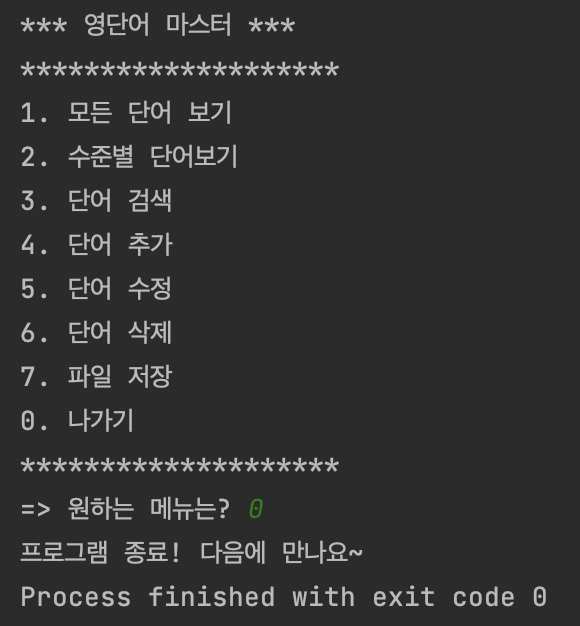 *** 영단어 마스터 ***
********************
1. 모든 단어 보기
2. 수준별 단어보기
3. 단어 검색
4. 단어 추가
5. 단어 수정
6. 단어 삭제
7. 파일 저장
0. 나가기
********************
=> 원하는 메뉴는? 0
프로그램 종료! 다음에 만나요~
Process finished with exit code 0